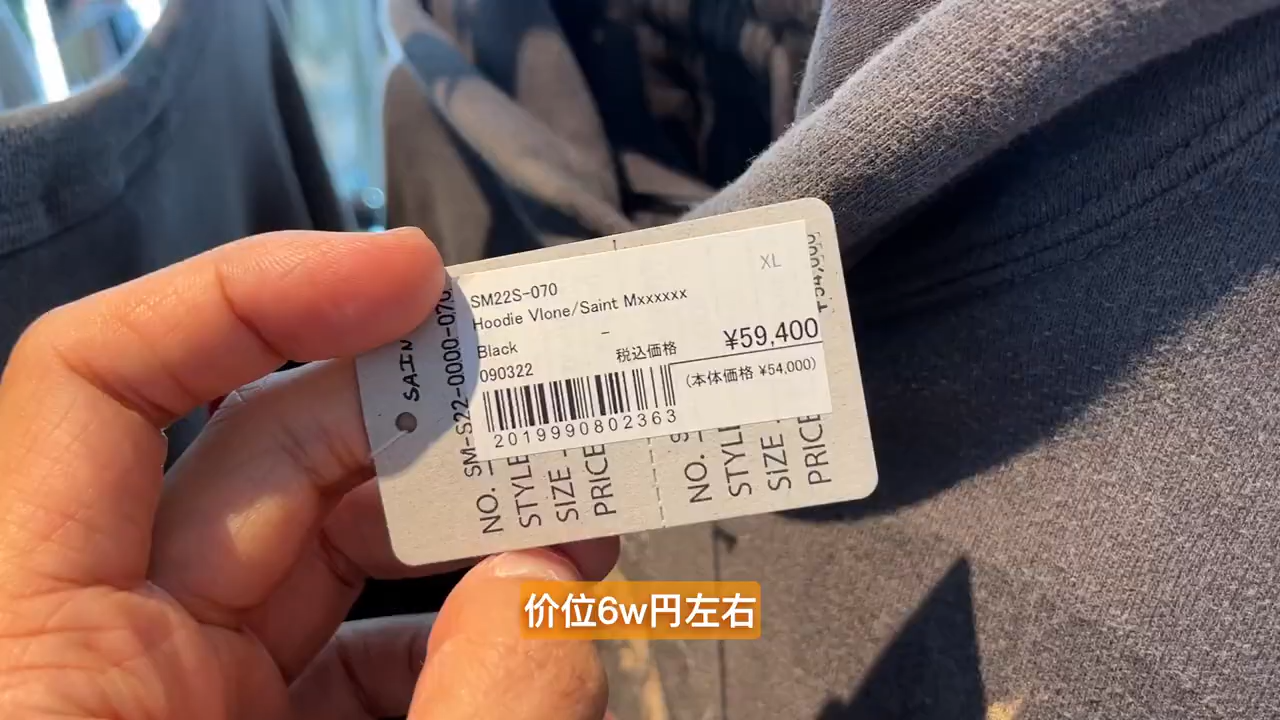 XL
SM22S-070
Hoodie Vlone/Saint Mxxxxxx
-
Black
税込価格 ¥59,400
090322
(本体価格 ¥54,000)
2019990802363
SAIN
SM-S22-0000-070
NO.
STYLE
SIZE
PRICE
NO. S
STYL
SIZE
PRICE
价位6w円左右